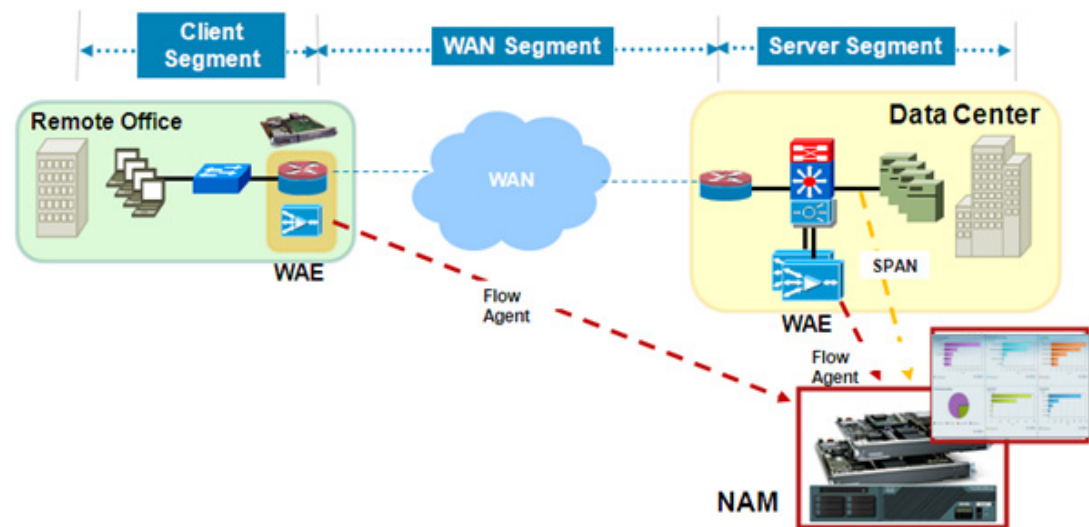 Client
Segment
WAN Segment
Server Segment
Remote Office
Data Center
WAN
WAE
SPAN
WAE
Flow
Agent
Flow
Agent
NAM